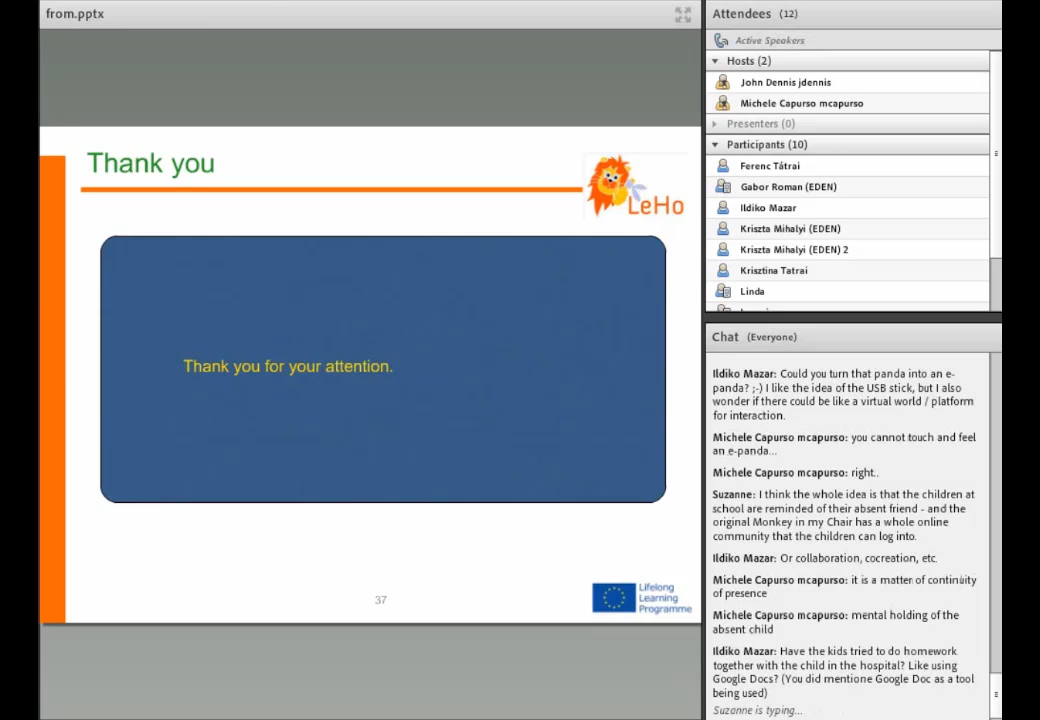 from.pptx
Thank you
LeHo
Thank you for your attention.
37
Lifelong
Learning
Programme
Attendees (12)
Active Speakers
Hosts (2)
John Dennis jdennis
Michele Capurso mcapurso
Presenters (0)
Participants (10)
Ferenc Tátrai
Gabor Roman (EDEN)
Ildiko Mazar
Kriszta Mihalyi (EDEN)
Kriszta Mihalyi (EDEN) 2
Krisztina Tatrai
Linda
Chat (Everyone)
Ildiko Mazar: Could you turn that panda into an e-
panda? ;-) I like the idea of the USB stick, but I also
wonder if there could be like a virtual world / platform
for interaction.
Michele Capurso mcapurso: you cannot touch and feel
an e-panda...
Michele Capurso mcapurso: right..
Suzanne: I think the whole idea is that the children at
school are reminded of their absent friend - and the
original Monkey in my Chair has a whole online
community that the children can log into.
Ildiko Mazar: Or collaboration, cocreation, etc.
Michele Capurso mcapurso: it is a matter of continuity
of presence
Michele Capurso mcapurso: mental holding of the
absent child
Ildiko Mazar: Have the kids tried to do homework
together with the child in the hospital? Like using
Google Docs? (You did mentione Google Doc as a tool
being used)
Suzanne is typing...